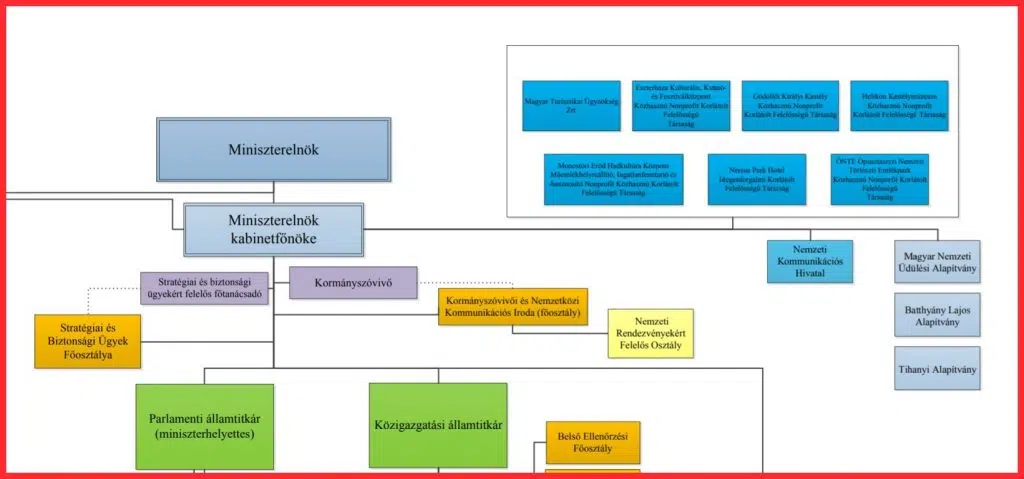 Magyar Turisztikai Ügynökség
Zrt
Eszterháza Kulturális, Kutató-
és Fesztiválközpont
Közhasznú Nonprofit Korlátolt
Felelősségű
Társaság
Gödöllői Királyi Kastély
Közhasznú Nonprofit
Korlátolt Felelősségű Társaság
Helikon Kastélymúzeum
Közhasznú Nonprofit
Korlátolt Felelősségű Társaság
Monostori Erőd Hadkultúra Központ
Műemlékhelyreállító, Ingatlanfenntartó és
Nonprofit Közhasznú Korlátolt
Felelősségű Társaság
Park Hotel
Idegenforgalmi Korlátolt
Felelősségű Társaság
ÓNTE Ópusztaszeri Nemzeti
Történeti Emlékpark
Közhasznú Nonprofit Korlátolt
Felelősségű
Társaság
Miniszterelnök
Miniszterelnök
kabinetfőnöke
Nemzeti
Kommunikációs
Hivatal
Magyar Nemzeti
Üdülési Alapítvány
Stratégiai és biztonsági
ügyekért felelős főtanácsadó
Kormányszóvivő
Kormányszóvivői és Nemzetközi
Kommunikációs Iroda (főosztály)
Batthyány Lajos
Alapítvány
Stratégiai és
Biztonsági Ügyek
Főosztálya
Nemzeti
Rendezvényekért
Felelős Osztály
Tihanyi Alapítvány
Parlamenti államtitkár
(miniszterhelyettes)
Közigazgatási államtitkár
Belső Ellenőrzési
Főosztály